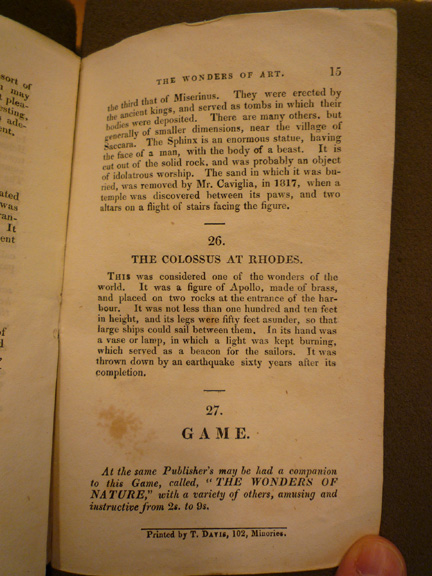 THE WONDERS OF ART. 15
the third that of Miserinus. They were erected by
the ancient kings, and served as tombs in which their
bodies were deposited. There are many others, but
generally of smaller dimensions, near the village of
Saccara. The Sphinx is an enormous statue, having
the face of a man, with the body of a beast. It is
cut out of the solid rock, and was probably an object
of idolatrous worship. The sand in which it was bu-
ried, was removed by Mr. Caviglia, in 1817, when a
temple was discovered between its paws, and two
altars on a flight of stairs facing the figure.
26.
THE COLOSSUS AT RHODES.
THIS was considered one of the wonders of the
world. It was a figure of Apollo, made of brass,
and placed on two rocks at the entrance of the har-
bour. It was not less than one hundred and ten feet
in height, and its legs were fifty feet asunder, so that
large ships could sail between them. In its hand was
a vase or lamp, in which a light was kept burning,
which served as a beacon for the sailors. It was
thrown down by an earthquake sixty years after its
completion.
27.
GAME.
At the same Publisher's may be had a companion
to this Game, called, "THE WONDERS OF
NATURE," with a variety of others, amusing and
instructive from 2s. to 9s.
Printed by T. DAVIS, 102, Minories.